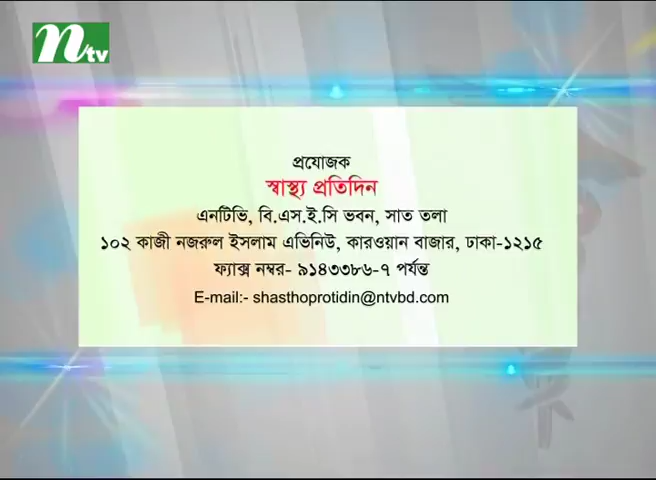 ntv
প্রযোজক
স্বাস্থ্য প্রতিদিন
এনটিভি, বি.এস.ই.সি ভবন, সাত তলা
১০২ কাজী নজরুল ইসলাম এভিনিউ, কারওয়ান বাজার, ঢাকা-১২১৫
ফ্যাক্স নম্বর- ৯১৪৩৩৮৬-৭ পর্যন্ত
E-mail:- shasthoprotidin@ntvbd.com